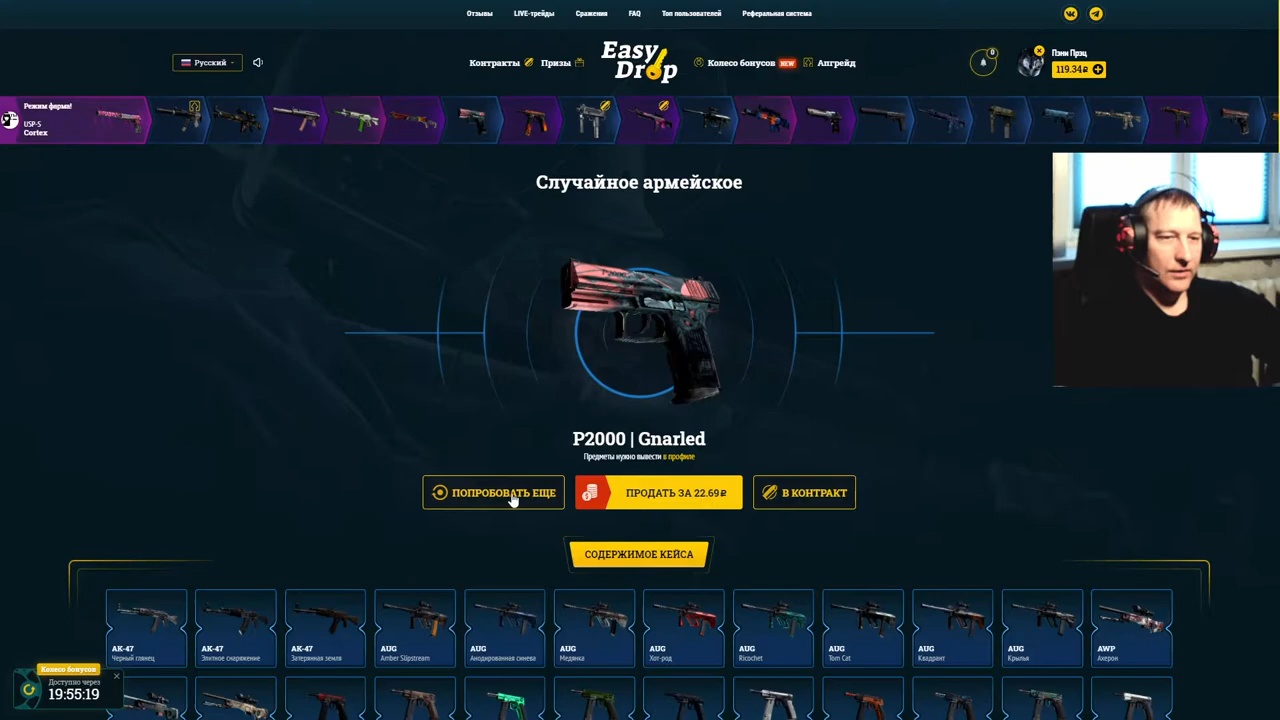 Отзывы
LIVE-трейды
Сражения
FAQ
Топ пользователей
Реферальная система
Русский
Контракты
Призы
Easy Drop
Колесо бонусов NEW
Апгрейд
0
Пэнн Прэц
119.34₽
Режим фарма!
USP-S
Cortex
Случайное армейское
P2000 | Gnarled
Предметы нужно вывести в профиле
ПОПРОБОВАТЬ ЕЩЕ
ПРОДАТЬ ЗА 22.69₽
В КОНТРАКТ
СОДЕРЖИМОЕ КЕЙСА
AK-47
Черный глянец
AK-47
Элитное снаряжение
AK-47
Затерянная земля
AUG
Amber Slipstream
AUG
Анодированная синева
AUG
Медянка
AUG
Хот-род
AUG
Ricochet
AUG
Tom Cat
AUG
Квадрант
AUG
Крылья
AWP
Ахерон
Колесо бонусов
Доступно через
19:55:19